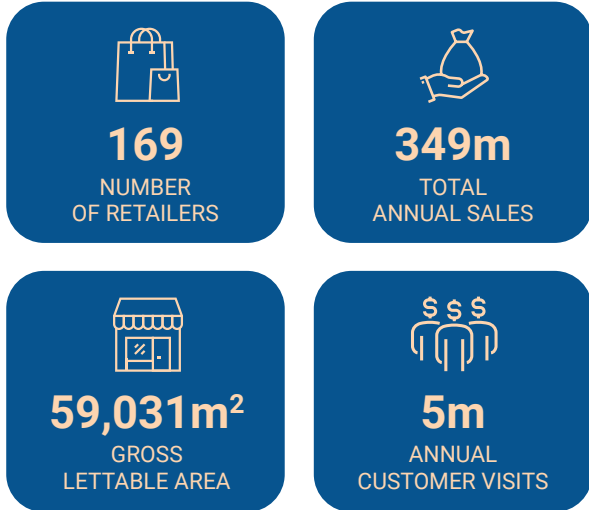 169
NUMBER
OF RETAILERS
349m
TOTAL
ANNUAL SALES
59,031m²
GROSS
LETTABLE AREA
$ $ $
5m
ANNUAL
CUSTOMER VISITS